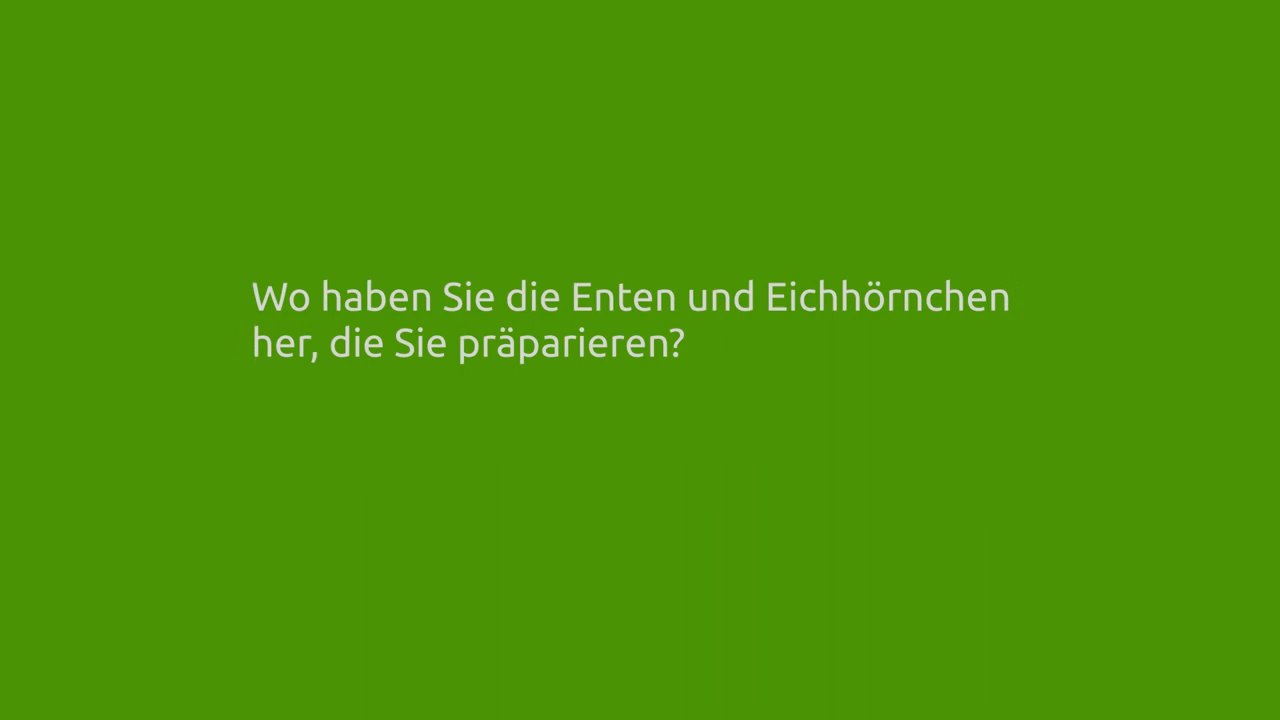 Wo haben Sie die Enten und Eichhörnchen
her, die Sie präparieren?